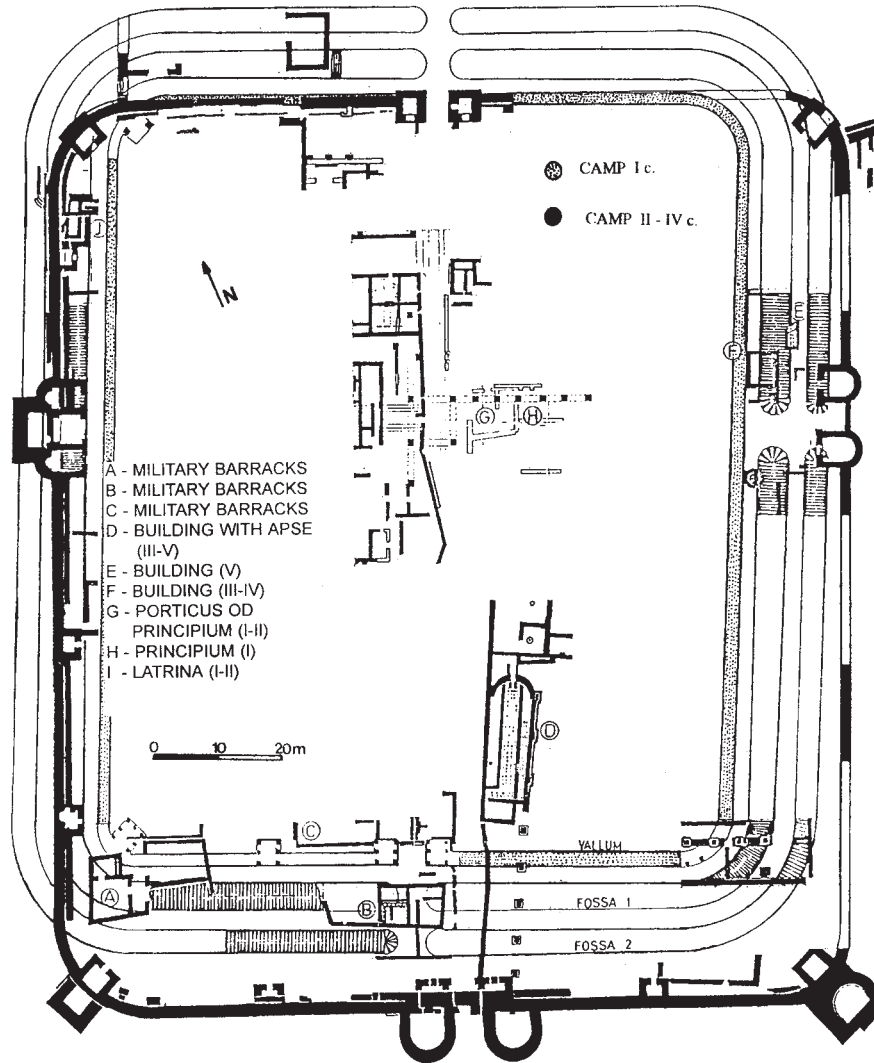 CAMP I c.
CAMP II - IV c.
J
N
E
F
G
H
A - MILITARY BARRACKS
B - MILITARY BARRACKS
C - MILITARY BARRACKS
D - BUILDING WITH APSE
(III-V)
E - BUILDING (V)
F - BUILDING (III-IV)
G - PORTICUS OD
PRINCIPIUM (I-II)
H - PRINCIPIUM (I)
I - LATRINA (I-II)
D
0 10 20m
C
VALLUM
A
B
FOSSA 1
FOSSA 2